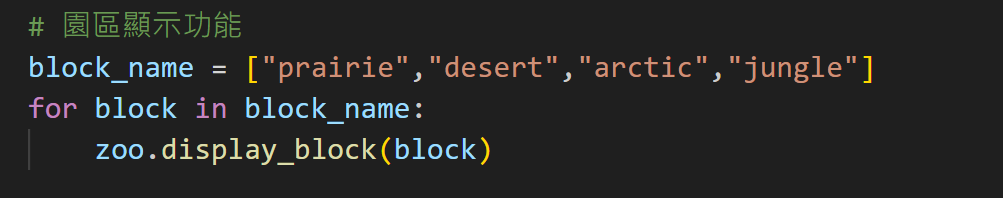 # 園區顯示功能
block_name = ["prairie","desert","arctic","jungle"]
for block in block_name:
    zoo.display_block(block)